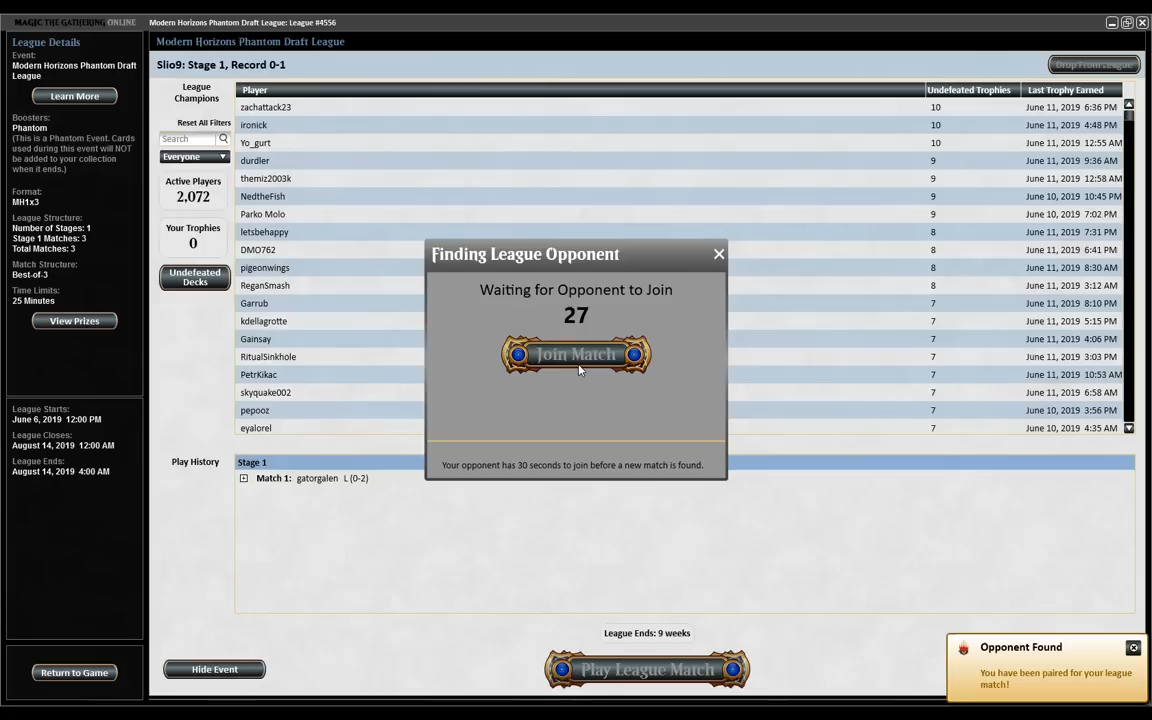 MAGIC THE GATHERING ONLINE
Modern Horizons Phantom Draft League: League #4556
League Details
Event:
Modern Horizons Phantom Draft
League
Learn More
Boosters:
Phantom
(This is a Phantom Event. Cards
used during this event will NOT
be added to your collection
when it ends.)
Format:
MH1x3
League Structure:
Number of Stages: 1
Stage 1 Matches: 3
Total Matches: 3
Match Structure:
Best-of-3
Time Limits:
25 Minutes
View Prizes
League Starts:
June 6, 2019 12:00 PM
League Closes:
August 14, 2019 12:00 AM
League Ends:
August 14, 2019 4:00 AM
Return to Game
Modern Horizons Phantom Draft League
Slio9: Stage 1, Record 0-1
Drop From League
League
Champions
Reset All Filters
Search
Everyone
Active Players
2,072
Your Trophies
0
Undefeated
Decks
Player Undefeated Trophies Last Trophy Earned
zachattack23 10 June 11, 2019 6:36 PM
ironick 10 June 11, 2019 4:48 PM
Yo_gurt 10 June 11, 2019 12:55 AM
durdler 9 June 11, 2019 9:36 AM
themiz2003k 9 June 11, 2019 12:58 AM
NedtheFish 9 June 10, 2019 10:45 PM
Parko Molo 9 June 10, 2019 7:02 PM
letsbehappy 8 June 11, 2019 7:31 PM
DMO762 8 June 11, 2019 6:41 PM
pigeonwings 8 June 11, 2019 8:30 AM
ReganSmash 8 June 11, 2019 3:12 AM
Garrub 7 June 11, 2019 8:10 PM
kdellagrotte 7 June 11, 2019 5:15 PM
Gainsay 7 June 11, 2019 4:06 PM
RitualSinkhole 7 June 11, 2019 3:03 PM
PetrKikac 7 June 11, 2019 10:53 AM
skyquake002 7 June 11, 2019 6:58 AM
pepooz 7 June 10, 2019 3:56 PM
eyalorel 7 June 10, 2019 4:35 AM
Finding League Opponent
Waiting for Opponent to Join
27
Join Match
Your opponent has 30 seconds to join before a new match is found.
Play History
Stage 1
Match 1: gatorgalen L (0-2)
League Ends: 9 weeks
Hide Event
Play League Match
Opponent Found
You have been paired for your league
match!